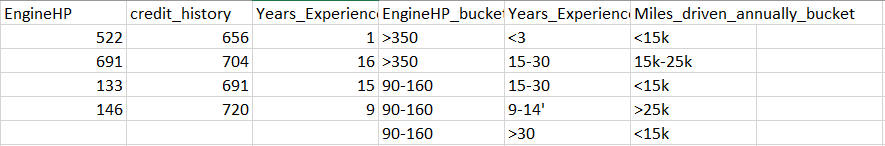 EngineHP credit_history Years_Experience EngineHP_bucket Years_Experience Miles_driven_annually_bucket
522 656 1 >350 <3 <15k
691 704 16 >350 15-30 15k-25k
133 691 15 90-160 15-30 <15k
146 720 9 90-160 9-14' >25k
90-160 >30 <15k